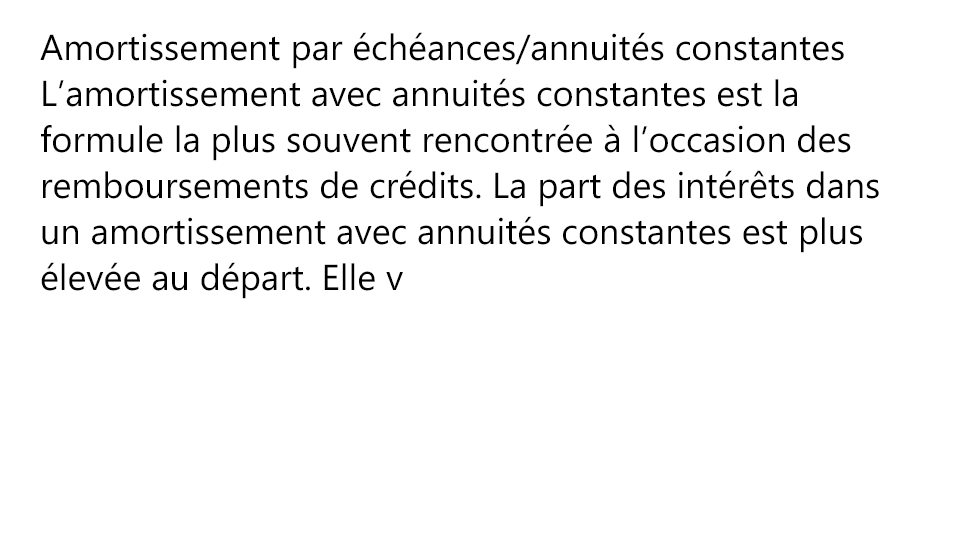 Amortissement par échéances/annuités constantes
L’amortissement avec annuités constantes est la
formule la plus souvent rencontrée à l’occasion des
remboursements de crédits. La part des intérêts dans
un amortissement avec annuités constantes est plus
élevée au départ. Elle v